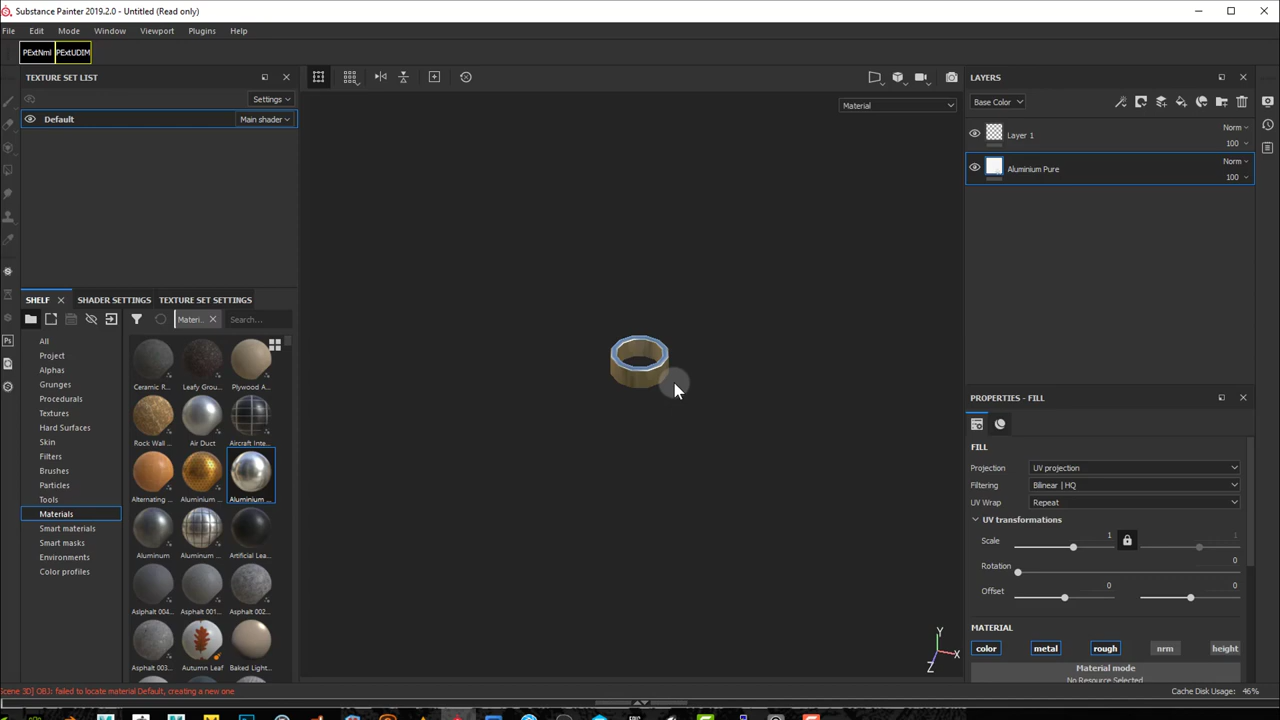 Substance Painter 2019.2.0 - Untitled (Read only)
File Edit Mode Window Viewport Plugins Help
PExtNml PExtUDIM
TEXTURE SET LIST
Settings
Default Main shader
Material
LAYERS
Base Color
Layer 1 Norm
100
Aluminium Pure Norm
100
SHELF SHADER SETTINGS TEXTURE SET SETTINGS
Materi... Search...
All
Project
Alphas
Grunges
Procedurals
Textures
Hard Surfaces
Skin
Filters
Brushes
Particles
Tools
Materials
Smart materials
Smart masks
Environments
Color profiles
Ceramic R... Leafy Grou... Plywood A...
Rock Wall ... Air Duct Aircraft Inte...
Alternating ... Aluminium ... Aluminium ...
Aluminum Aluminum ... Artificial Lea...
Aslphalt 004... Asphalt 001... Asphalt 002...
Asphalt 003... Autumn Leaf Baked Light...
Y
X
Z
PROPERTIES - FILL
FILL
Projection UV projection
Filtering Bilinear | HQ
UV Wrap Repeat
UV transformations
Scale 1 1
Rotation 0
Offset 0 0
MATERIAL
color metal rough nrm height
Material mode
No Resource Selected
Scene 3D] OBJ: failed to locate material Default, creating a new one
Cache Disk Usage: 46%